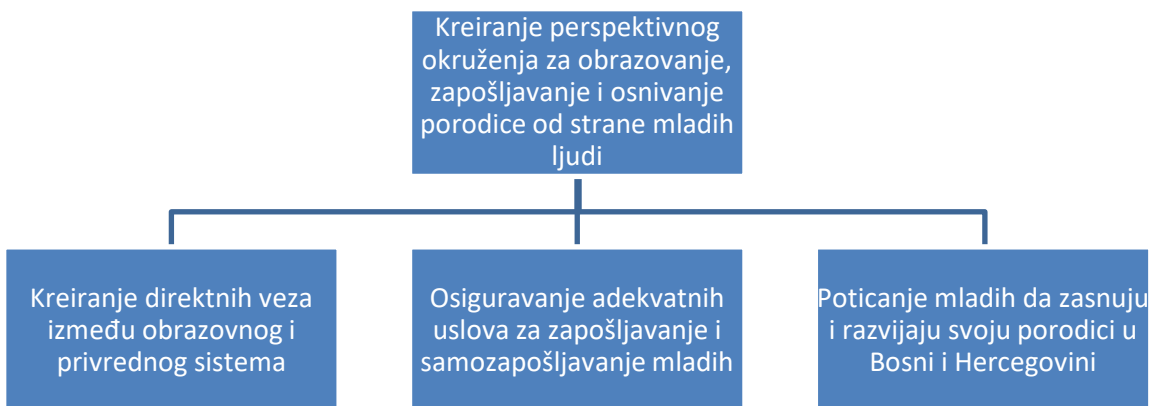 Kreiranje perspektivnog
okruženja za obrazovanje,
zapošljavanje i osnivanje
porodice od strane mladih
ljudi
Kreiranje direktnih veza
između obrazovnog i
privrednog sistema
Osiguravanje adekvatnih
uslova za zapošljavanje i
samozapošljavanje mladih
Poticanje mladih da zasnuju
i razvijaju svoju porodici u
Bosni i Hercegovini